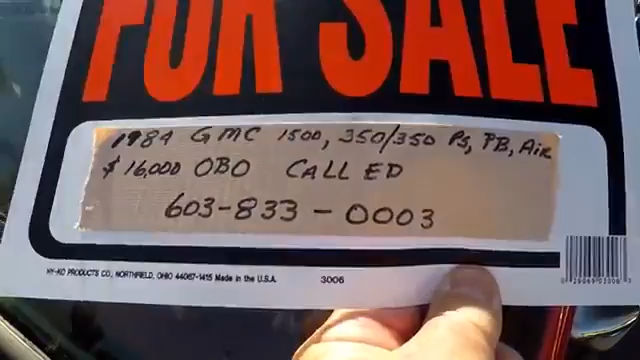 FOR SALE
1984 GMC 1500, 350/350 PS, PB, Air
$16,000 OBO CALL ED
603-833-0003
HY-KO PRODUCTS CO., NORTHFIELD, OHIO 44067-1415 Made in the U.S.A. 3006